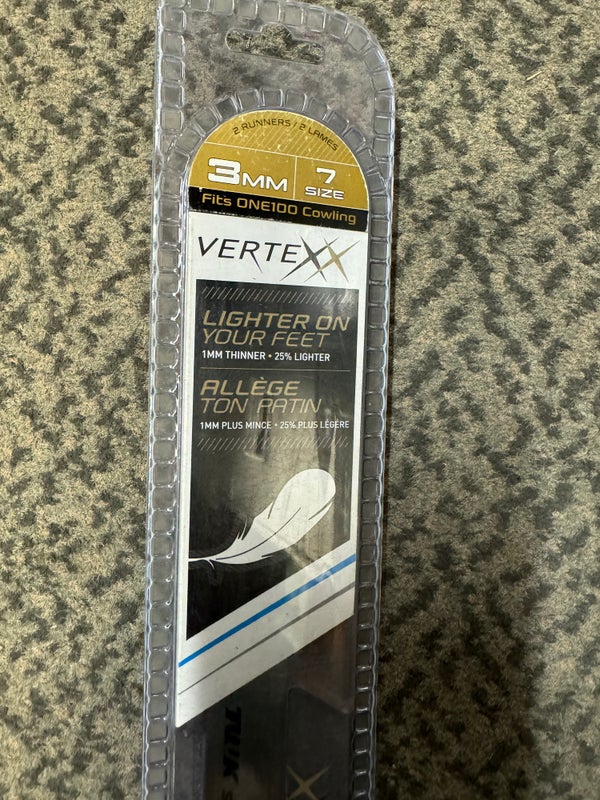 2 RUNNERS / 2 LAMES
3MM
7
SIZE
Fits ONE100 Cowling
VERTEXX
LIGHTER ON
YOUR FEET
1MM THINNER • 25% LIGHTER
ALLÈGE
TON PATIN
1MM PLUS MINCE • 25% PLUS LÉGÈRE
TUUK